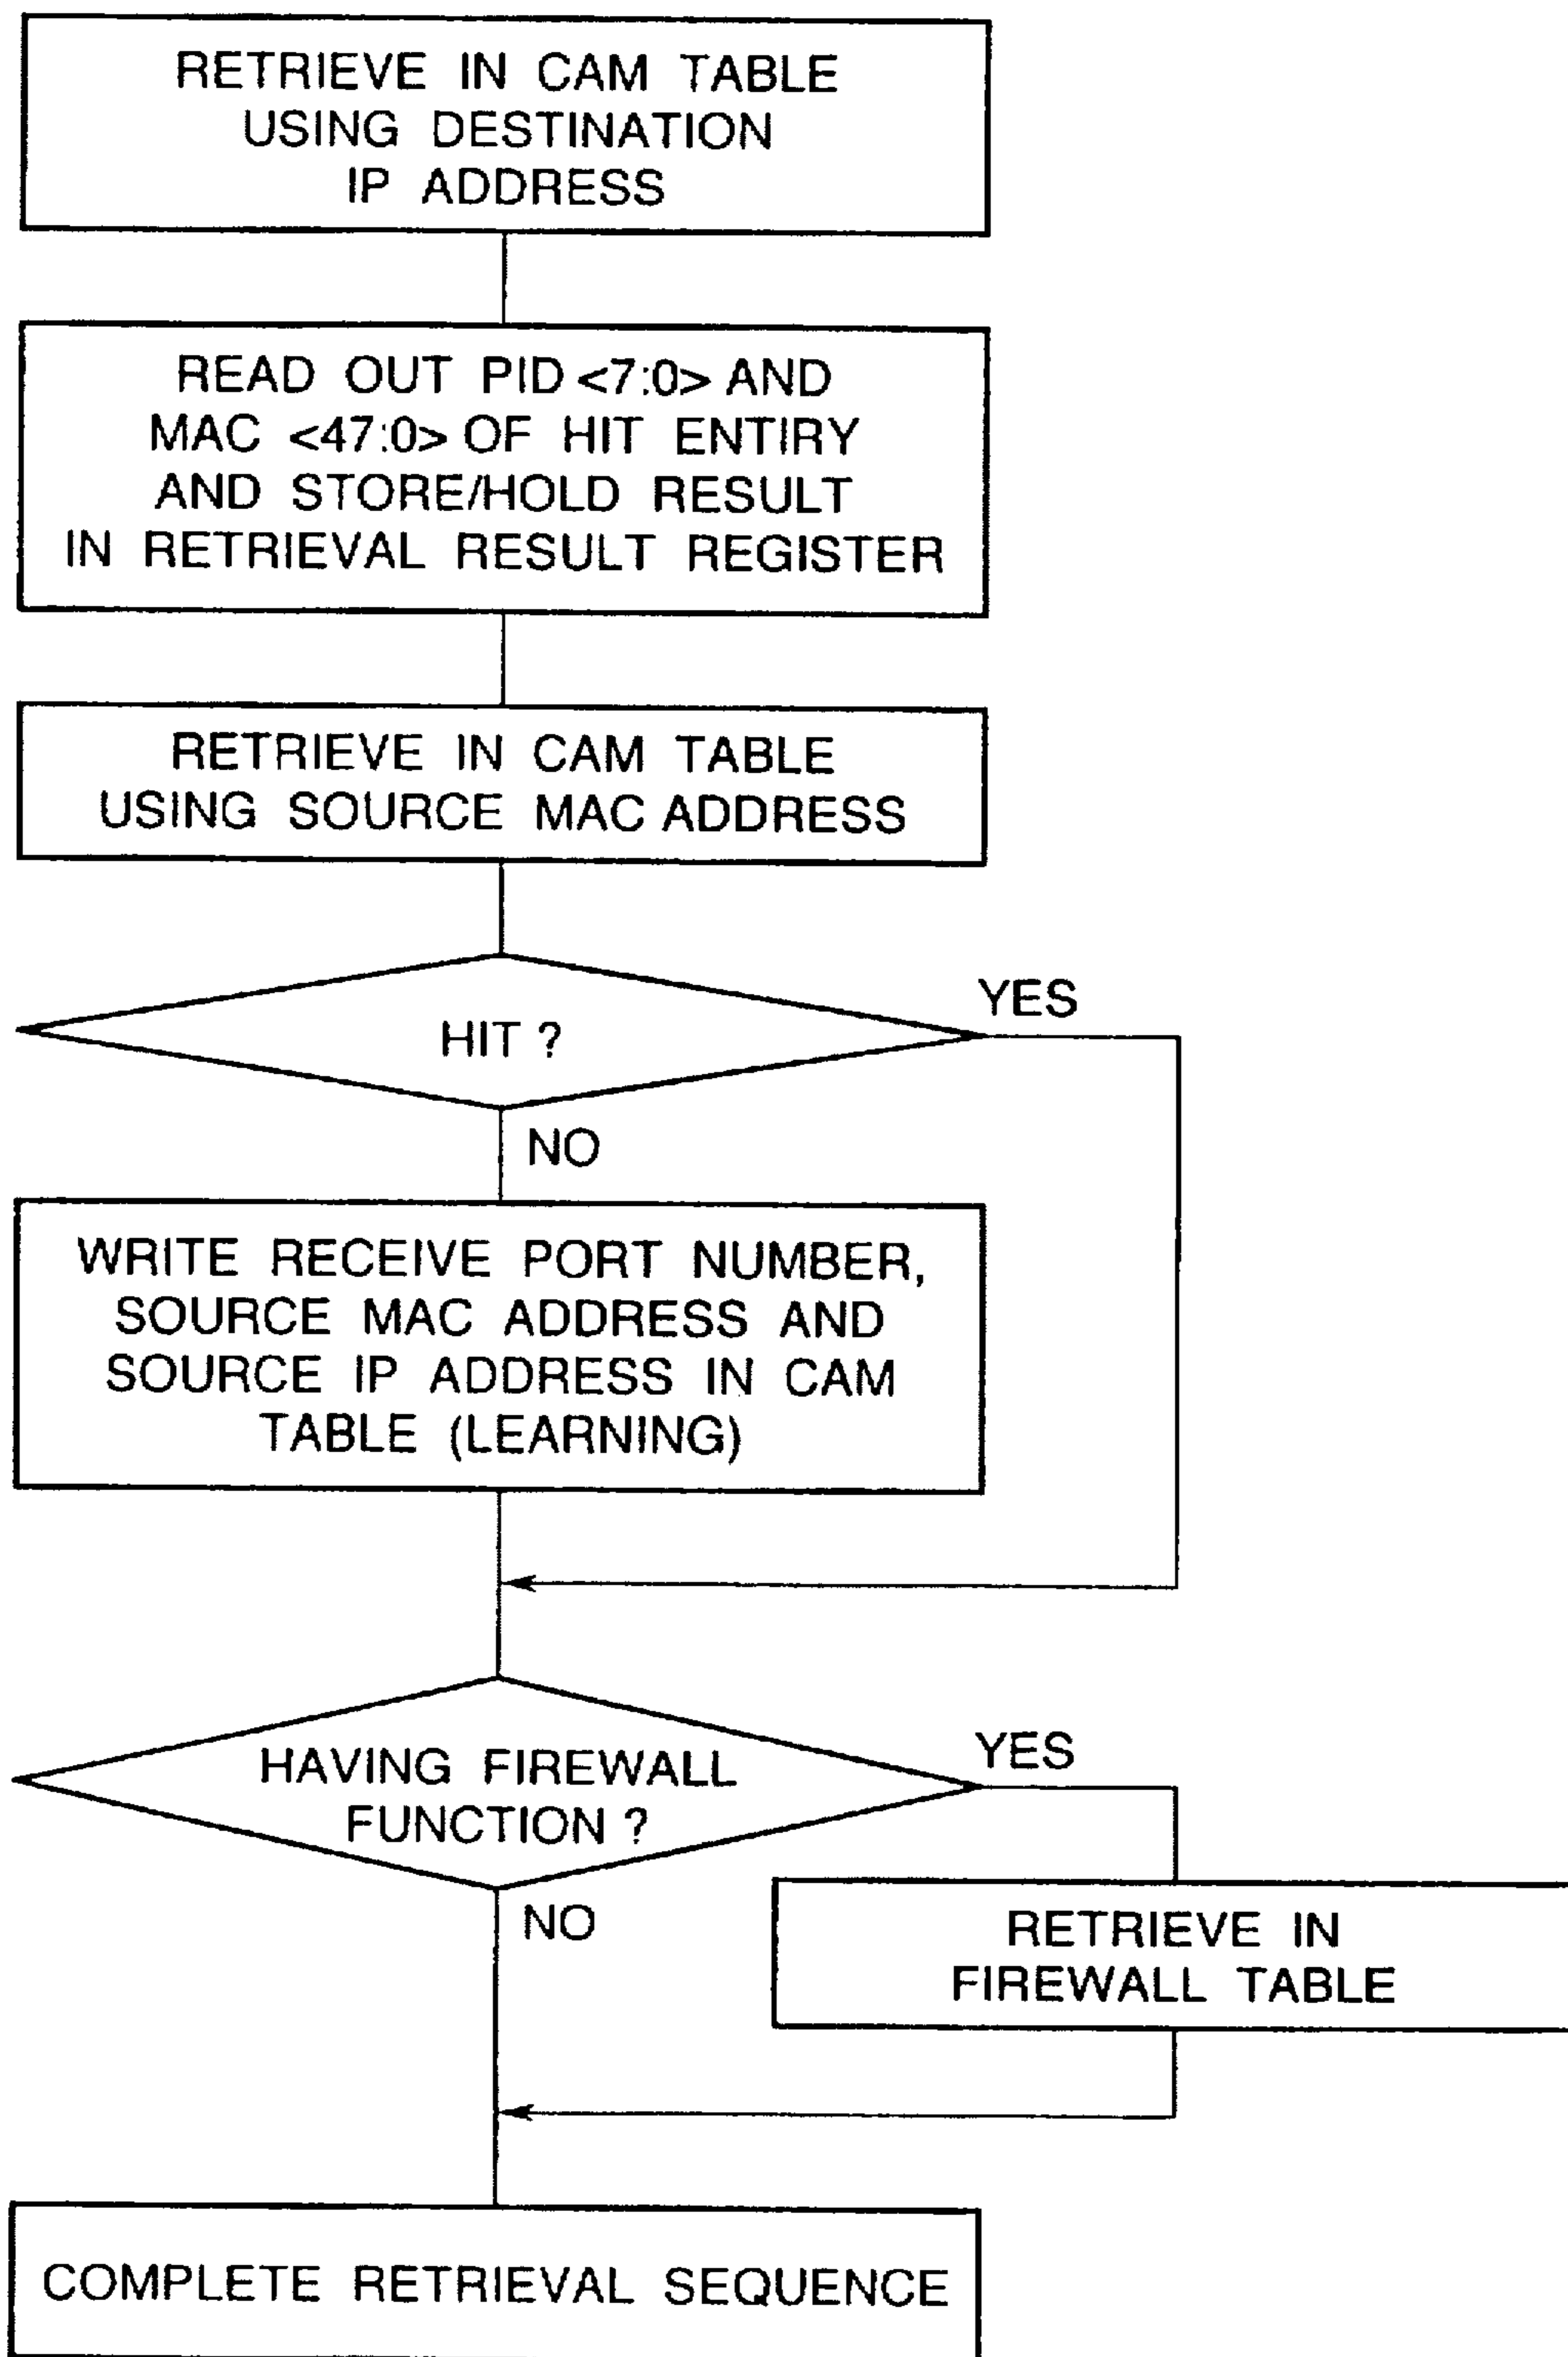 RETRIEVE IN CAM TABLE
USING DESTINATION
IP ADDRESS
READ OUT PID <7:0> AND
MAC <47:0> OF HIT ENTIRY
AND STORE/HOLD RESULT
IN RETRIEVAL RESULT REGISTER
RETRIEVE IN CAM TABLE
USING SOURCE MAC ADDRESS
HIT ?
YES
NO
WRITE RECEIVE PORT NUMBER,
SOURCE MAC ADDRESS AND
SOURCE IP ADDRESS IN CAM
TABLE (LEARNING)
HAVING FIREWALL
FUNCTION ?
YES
NO
RETRIEVE IN
FIREWALL TABLE
COMPLETE RETRIEVAL SEQUENCE